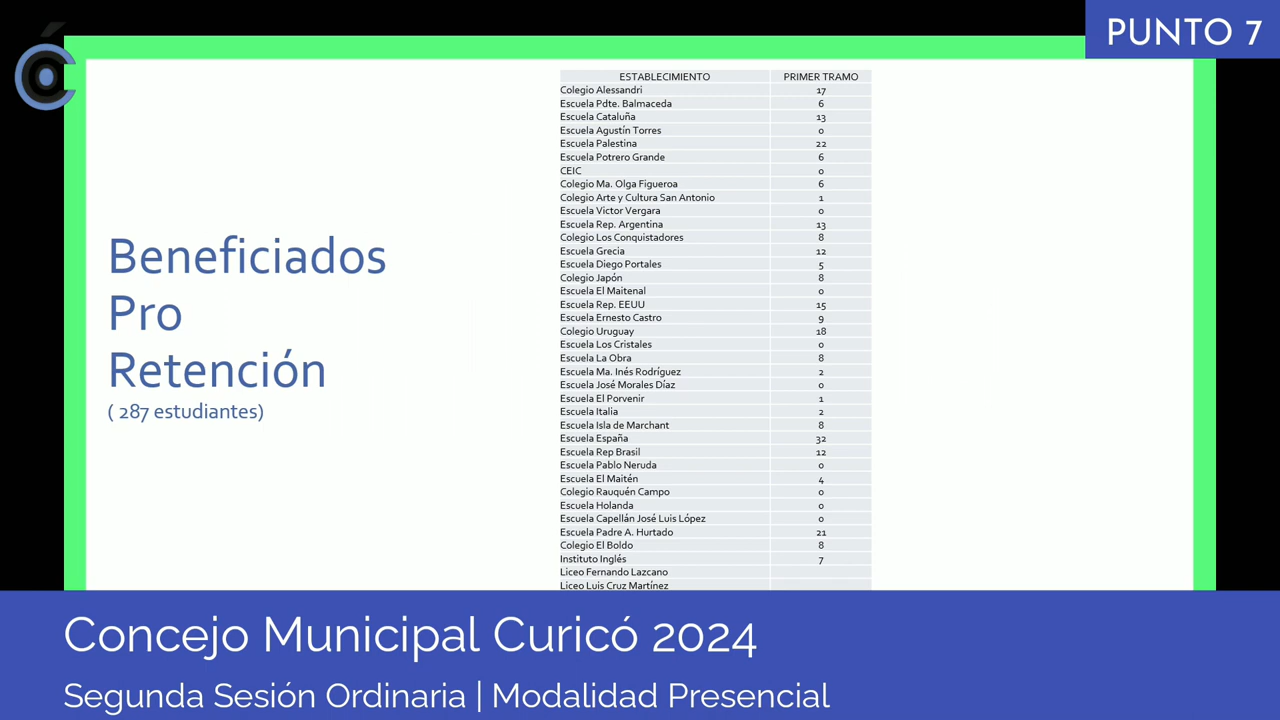 PUNTO 7
Beneficiados
Pro
Retención
( 287 estudiantes)
ESTABLECIMIENTO PRIMER TRAMO
Colegio Alessandri 17
Escuela Pdte. Balmaceda 6
Escuela Cataluña 13
Escuela Agustín Torres 0
Escuela Palestina 22
Escuela Potrero Grande 6
CEIC 0
Colegio Ma. Olga Figueroa 6
Colegio Arte y Cultura San Antonio 1
Escuela Victor Vergara 0
Escuela Rep. Argentina 13
Colegio Los Conquistadores 8
Escuela Grecia 12
Escuela Diego Portales 5
Colegio Japón 8
Escuela El Maitenal 0
Escuela Rep. EEUU 15
Escuela Ernesto Castro 9
Colegio Uruguay 18
Escuela Los Cristales 0
Escuela La Obra 8
Escuela Ma. Inés Rodríguez 2
Escuela José Morales Díaz 0
Escuela El Porvenir 1
Escuela Italia 2
Escuela Isla de Marchant 8
Escuela España 32
Escuela Rep Brasil 12
Escuela Pablo Neruda 0
Escuela El Maitén 4
Colegio Rauquén Campo 0
Escuela Holanda 0
Escuela Capellán José Luis López 0
Escuela Padre A. Hurtado 21
Colegio El Boldo 8
Instituto Inglés 7
Liceo Fernando Lazcano
Liceo Luis Cruz Martínez
Concejo Municipal Curicó 2024
Segunda Sesión Ordinaria | Modalidad Presencial